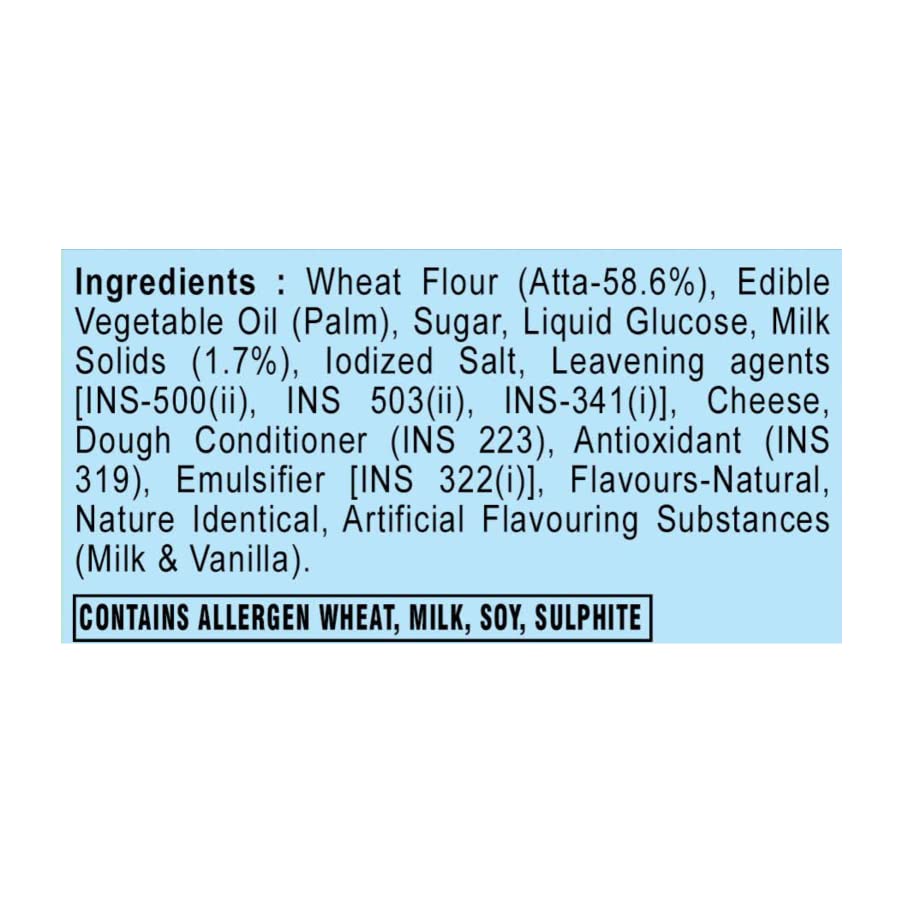 Ingredients : Wheat Flour (Atta-58.6%), Edible
Vegetable Oil (Palm), Sugar, Liquid Glucose, Milk
Solids (1.7%), Iodized Salt, Leavening agents
[INS-500(ii), INS 503(ii), INS-341(i)], Cheese,
Dough Conditioner (INS 223), Antioxidant (INS
319), Emulsifier [INS 322(i)], Flavours-Natural,
Nature Identical, Artificial Flavouring Substances
(Milk & Vanilla).
CONTAINS ALLERGEN WHEAT, MILK, SOY, SULPHITE